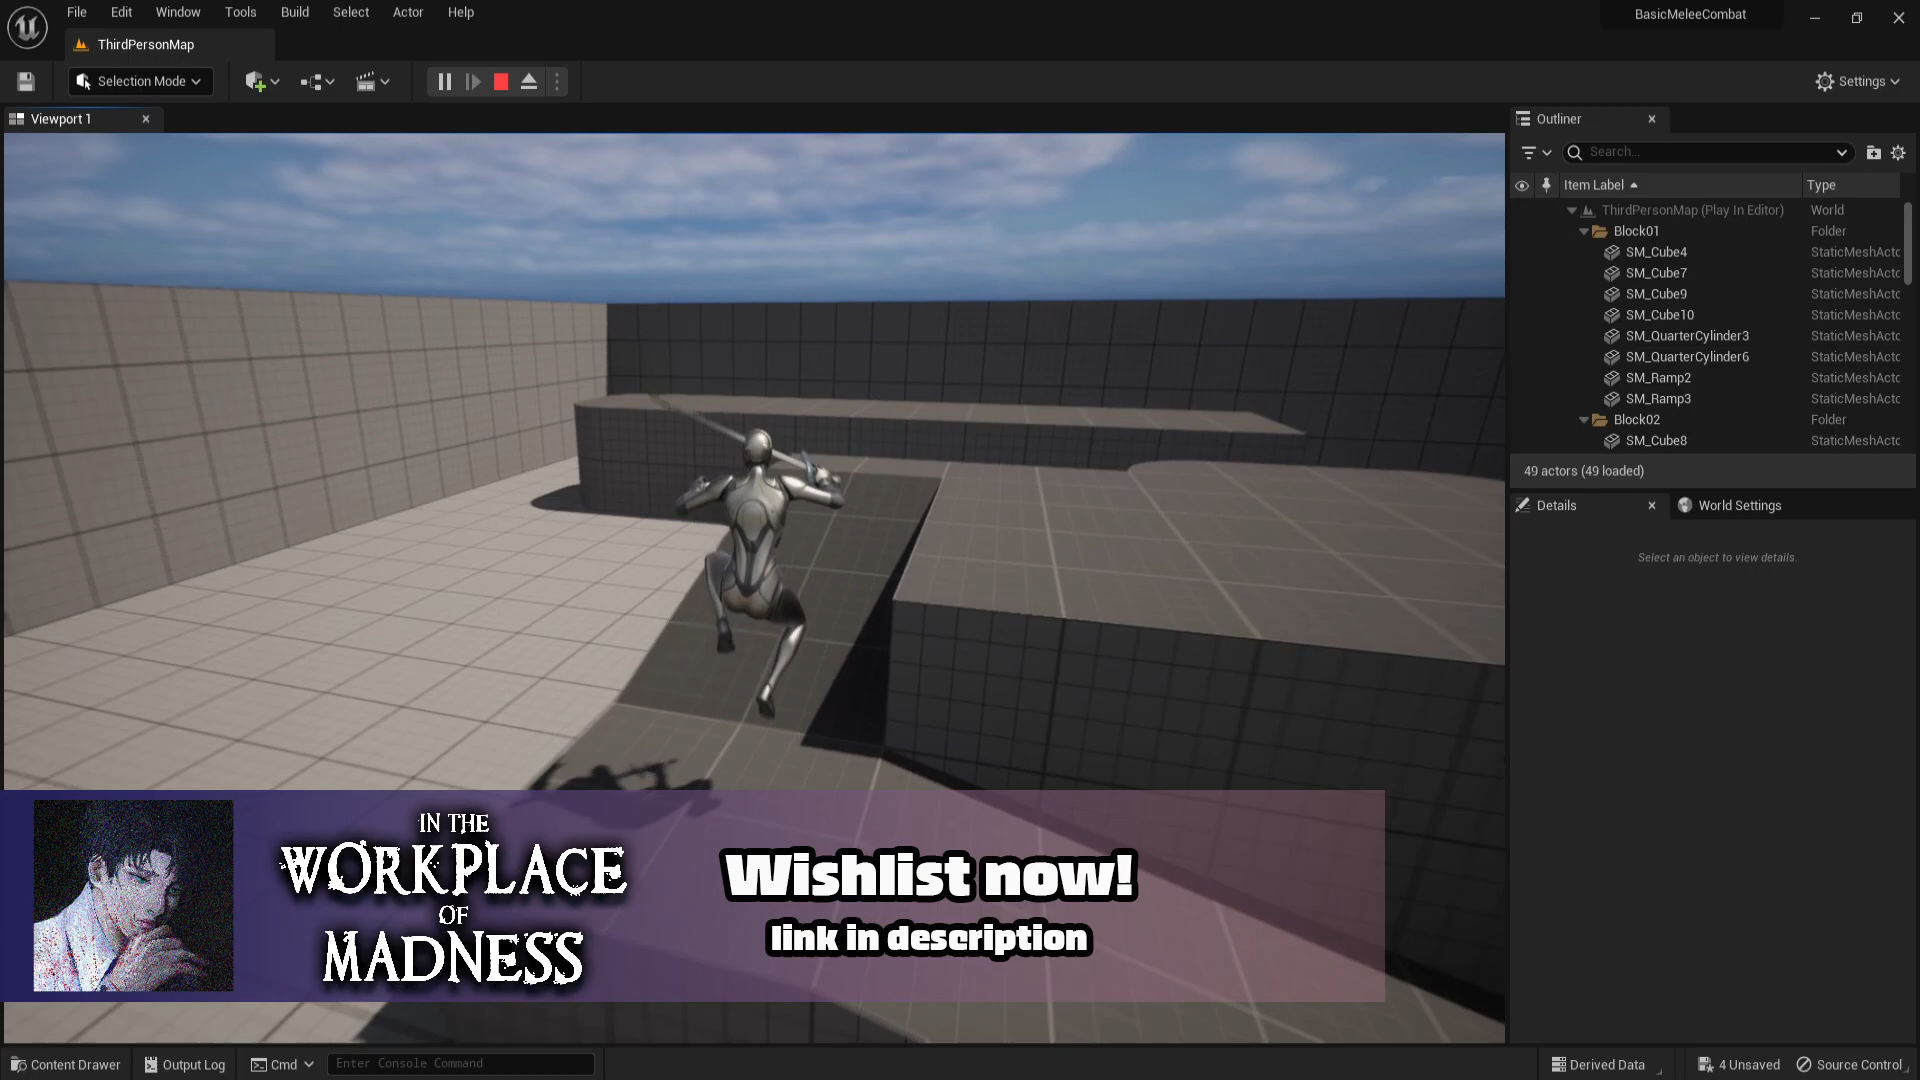 File Edit Window Tools Build Select Actor Help
BasicMeleeCombat
ThirdPersonMap
Selection Mode
Settings
Viewport 1
Outliner
Search...
Item Label Type
ThirdPersonMap (Play In Editor) World
Block01 Folder
SM_Cube4 StaticMeshActo
SM_Cube7 StaticMeshActo
SM_Cube9 StaticMeshActo
SM_Cube10 StaticMeshActo
SM_QuarterCylinder3 StaticMeshActo
SM_QuarterCylinder6 StaticMeshActo
SM_Ramp2 StaticMeshActo
SM_Ramp3 StaticMeshActo
Block02 Folder
SM_Cube8 StaticMeshActo
49 actors (49 loaded)
Details World Settings
Select an object to view details.
IN THE
WORKPLACE
OF
MADNESS
Wishlist now!
link in description
Content Drawer Output Log Cmd Enter Console Command Derived Data 4 Unsaved Source Control